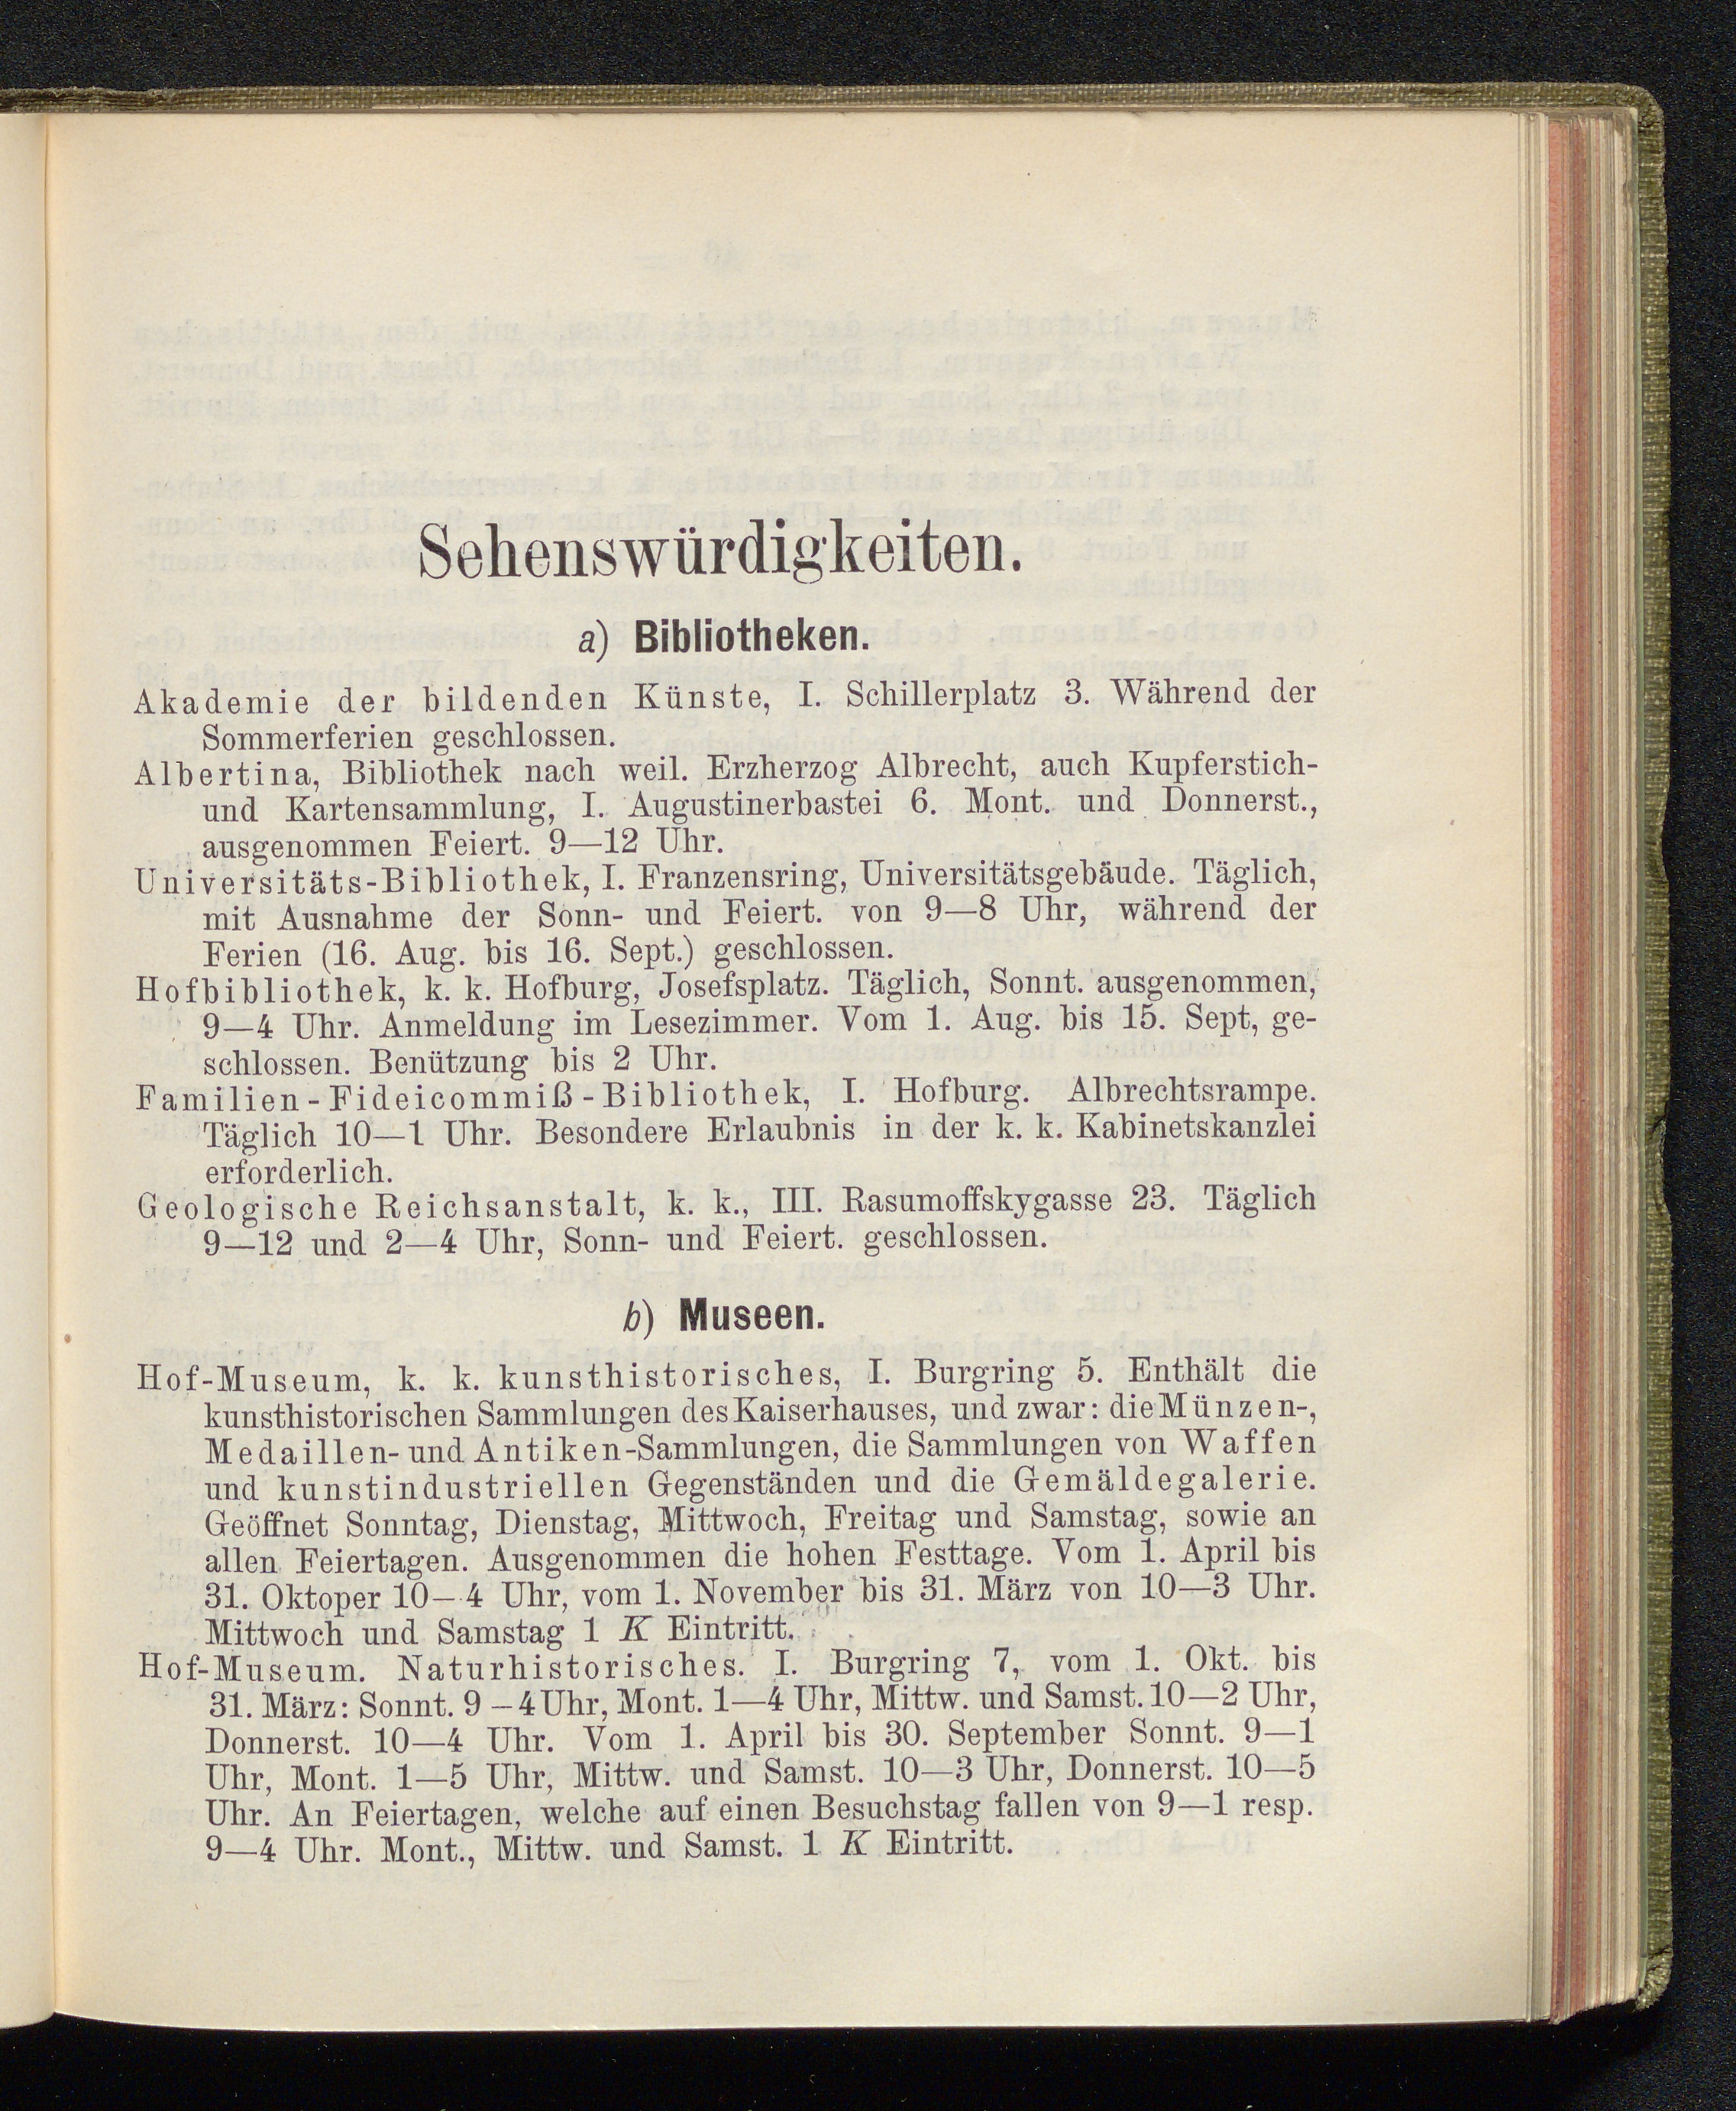 Sehenswürdigkeiten.
a) Bibliotheken.
Akademie der bildenden Künste, I. Schillerplatz 3. Während der
Sommerferien geschlossen.
Albertina, Bibliothek nach weil. Erzherzog Albrecht, auch Kupferstich-
und Kartensammlung, I. Augustinerbastei 6. Mont. und Donnerst.,
ausgenommen Feiert. 9—12 Uhr.
Universitäts-Bibliothek, I. Franzensring, Universitätsgebäude. Täglich,
mit Ausnahme der Sonn- und Feiert. von 9—8 Uhr, während der
Ferien (16. Aug. bis 16. Sept.) geschlossen.
Hofbibliothek, k. k. Hofburg, Josefsplatz. Täglich, Sonnt. ausgenommen,
9—4 Uhr. Anmeldung im Lesezimmer. Vom 1. Aug. bis 15. Sept, ge-
schlossen. Benützung bis 2 Uhr.
Familien-Fideicommiß-Bibliothek, I. Hofburg. Albrechtsrampe.
Täglich 10—1 Uhr. Besondere Erlaubnis in der k. k. Kabinetskanzlei
erforderlich.
Geologische Reichsanstalt, k. k., III. Rasumoffskygasse 23. Täglich
9—12 und 2—4 Uhr, Sonn- und Feiert. geschlossen.
b) Museen.
Hof-Museum, k. k. kunsthistorisches, I. Burgring 5. Enthält die
kunsthistorischen Sammlungen des Kaiserhauses, und zwar: die Münzen-,
Medaillen- und Antiken-Sammlungen, die Sammlungen von Waffen
und kunstindustriellen Gegenständen und die Gemäldegalerie.
Geöffnet Sonntag, Dienstag, Mittwoch, Freitag und Samstag, sowie an
allen Feiertagen. Ausgenommen die hohen Festtage. Vom 1. April bis
31. Oktoper 10—4 Uhr, vom 1. November bis 31. März von 10—3 Uhr.
Mittwoch und Samstag 1 K Eintritt.
Hof-Museum. Naturhistorisches. I. Burgring 7, vom 1. Okt. bis
31. März: Sonnt. 9—4 Uhr, Mont. 1—4 Uhr, Mittw. und Samst. 10—2 Uhr,
Donnerst. 10—4 Uhr. Vom 1. April bis 30. September Sonnt. 9—1
Uhr, Mont. 1—5 Uhr, Mittw. und Samst. 10—3 Uhr, Donnerst. 10—5
Uhr. An Feiertagen, welche auf einen Besuchstag fallen von 9—1 resp.
9—4 Uhr. Mont., Mittw. und Samst. 1 K Eintritt.